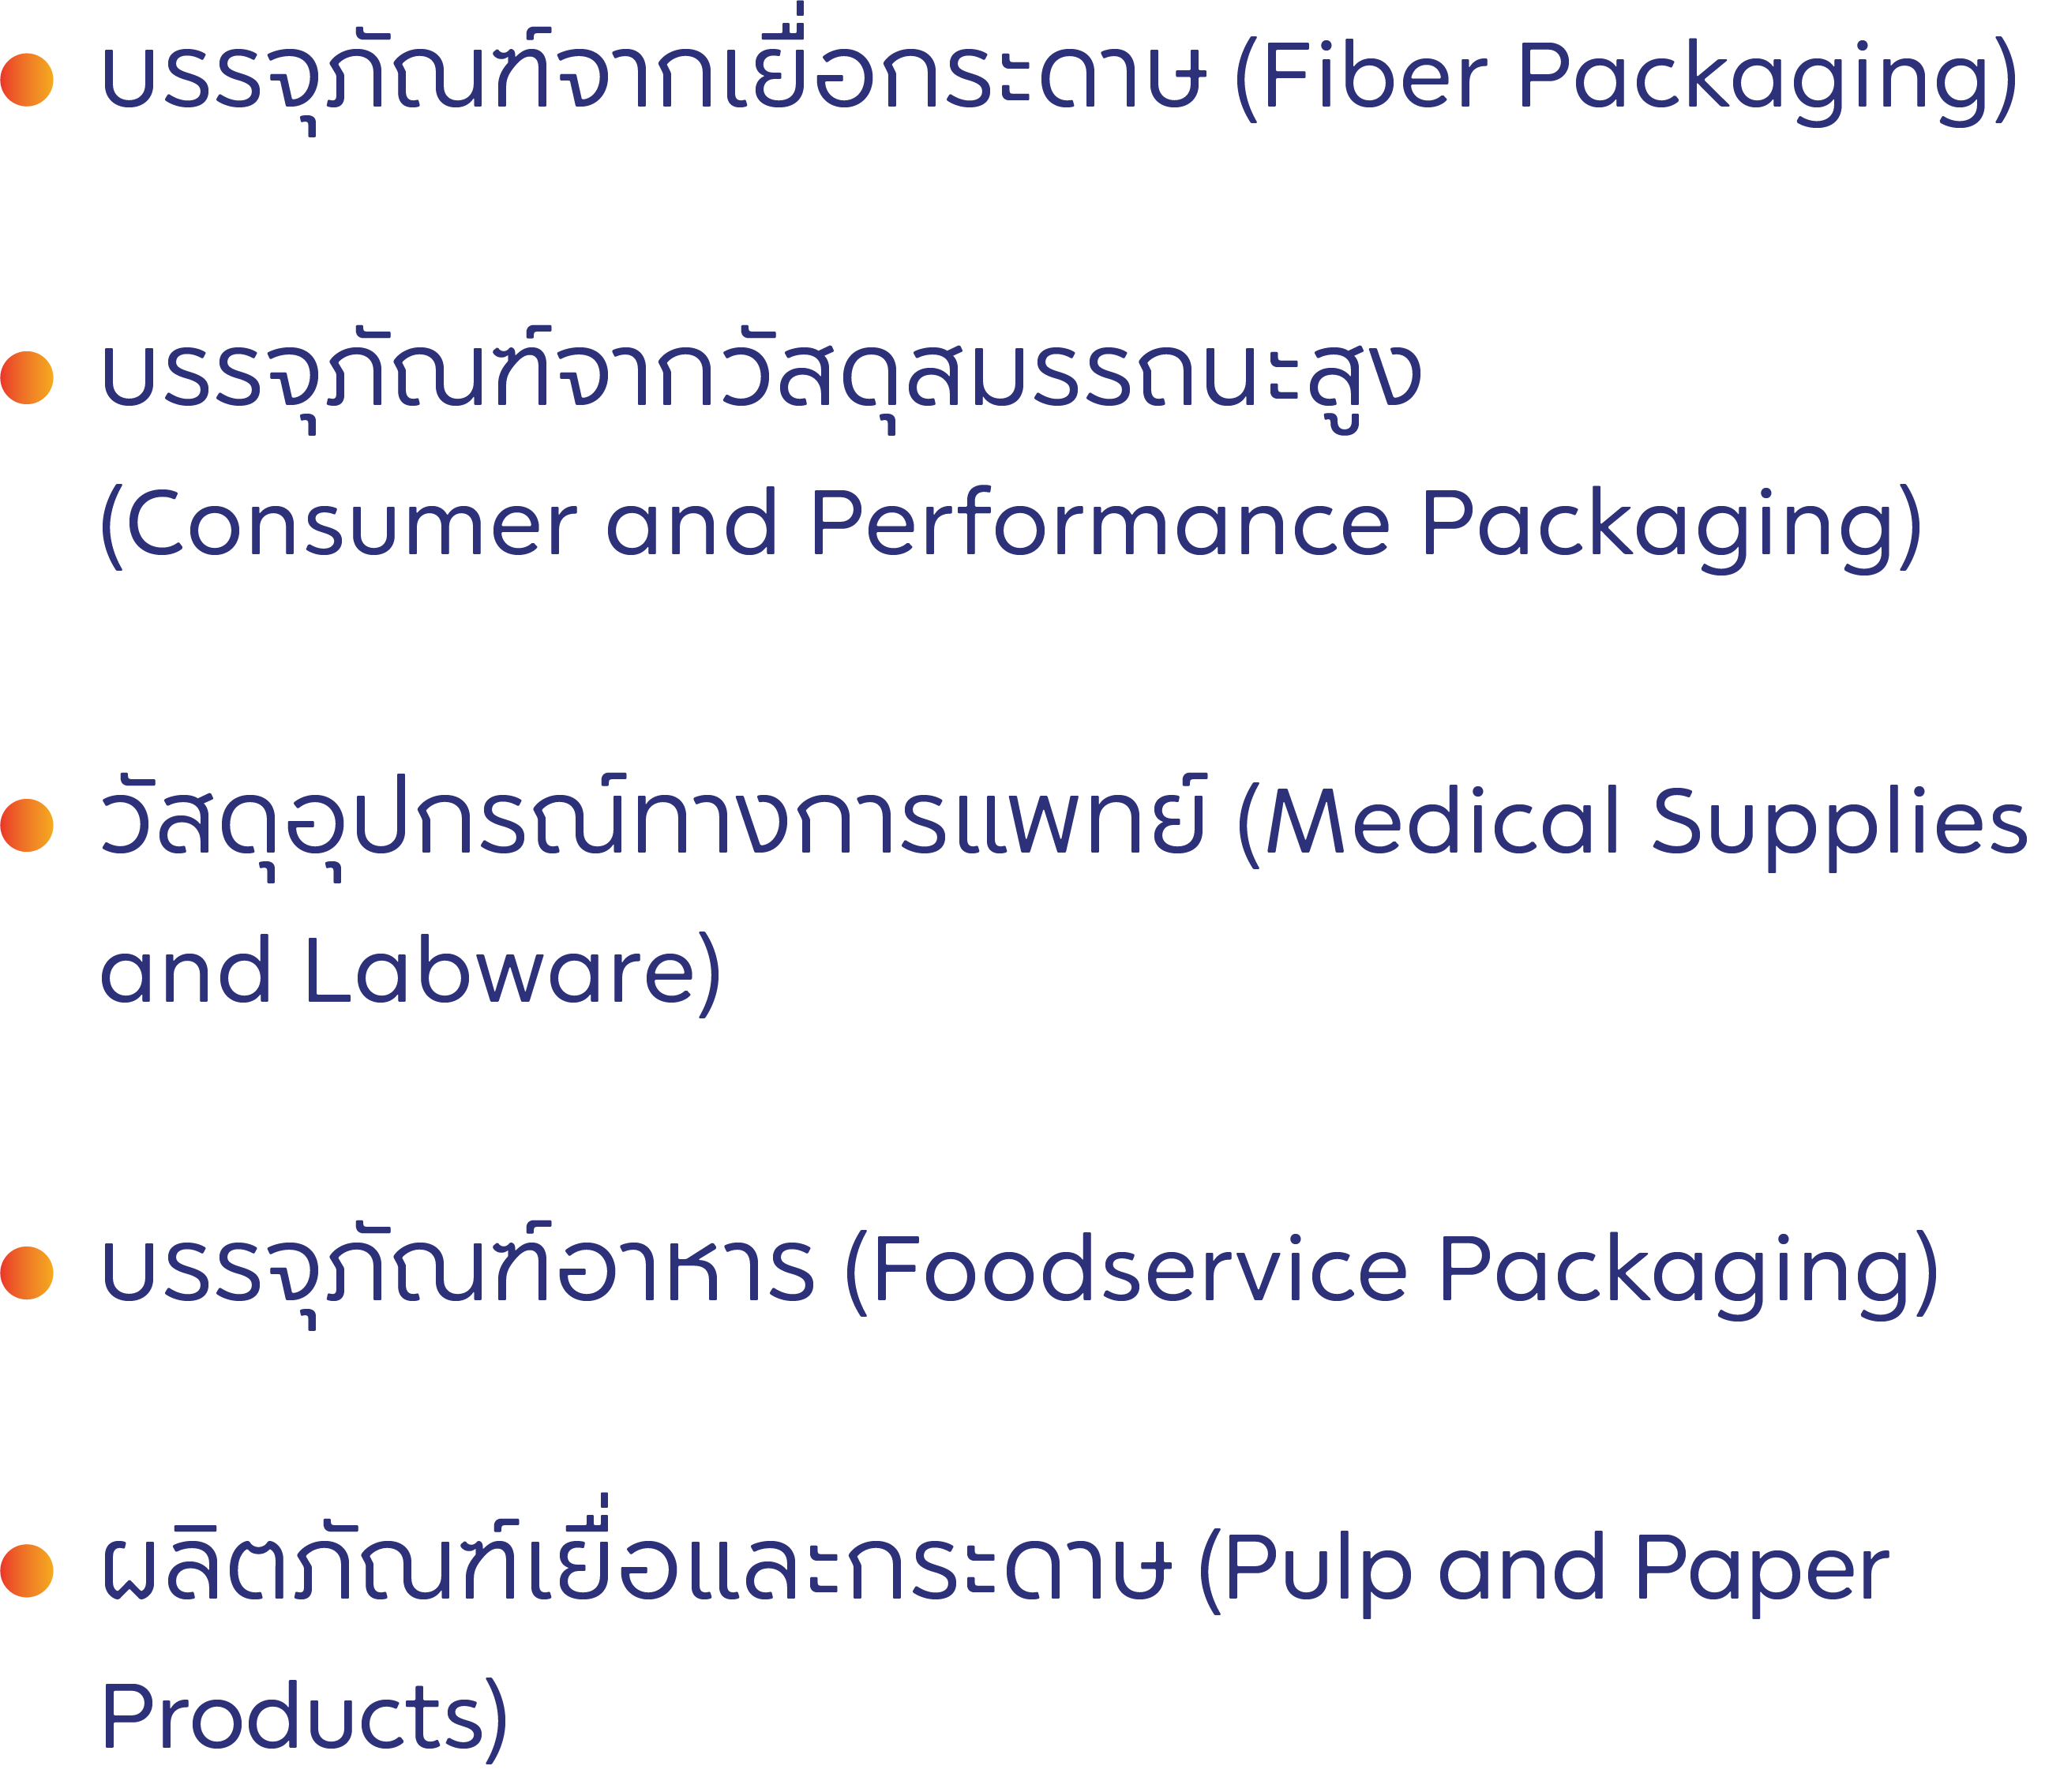 บรรจุภัณฑ์จากเยื่อกระดาษ (Fiber Packaging)
บรรจุภัณฑ์จากวัสดุสมรรถนะสูง
(Consumer and Performance Packaging)
วัสดุอุปกรณ์ทางการแพทย์ (Medical Supplies
and Labware)
บรรจุภัณฑ์อาหาร (Foodservice Packaging)
ผลิตภัณฑ์เยื่อและกระดาษ (Pulp and Paper
Products)